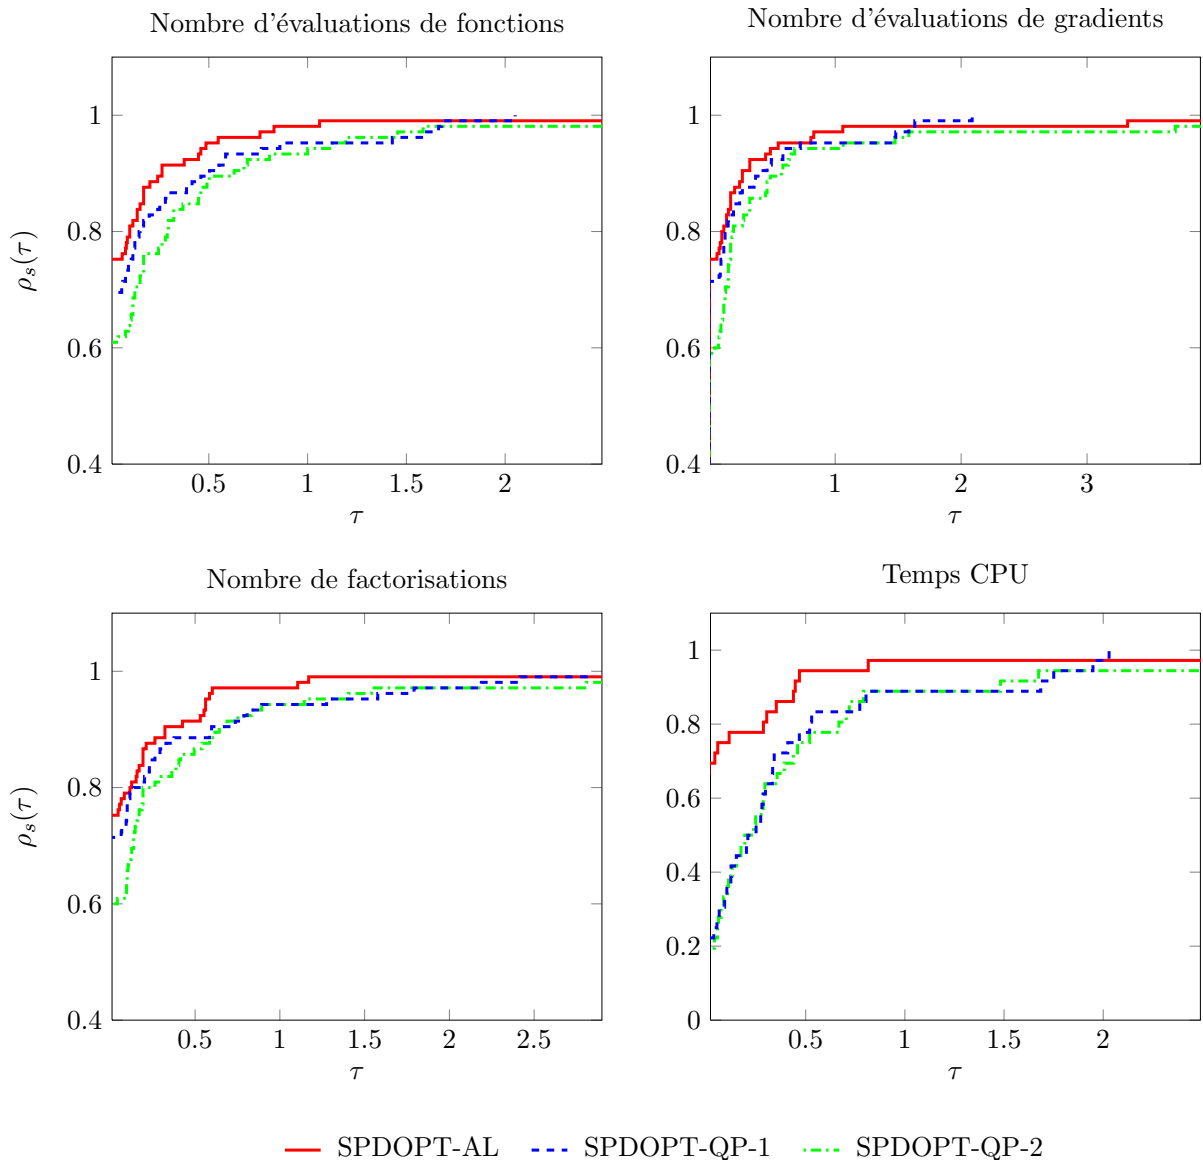 Nombre d'évaluations de fonctions
1
0.8
0.6
0.4
ρs(τ)
0.5 1 1.5 2
τ
Nombre d'évaluations de gradients
1
0.8
0.6
0.4
1 2 3
τ
Nombre de factorisations
1
0.8
0.6
0.4
ρs(τ)
0.5 1 1.5 2 2.5
τ
Temps CPU
1
0.8
0.6
0.4
0.2
0
0.5 1 1.5 2
τ
SPDOPT-AL SPDOPT-QP-1 SPDOPT-QP-2